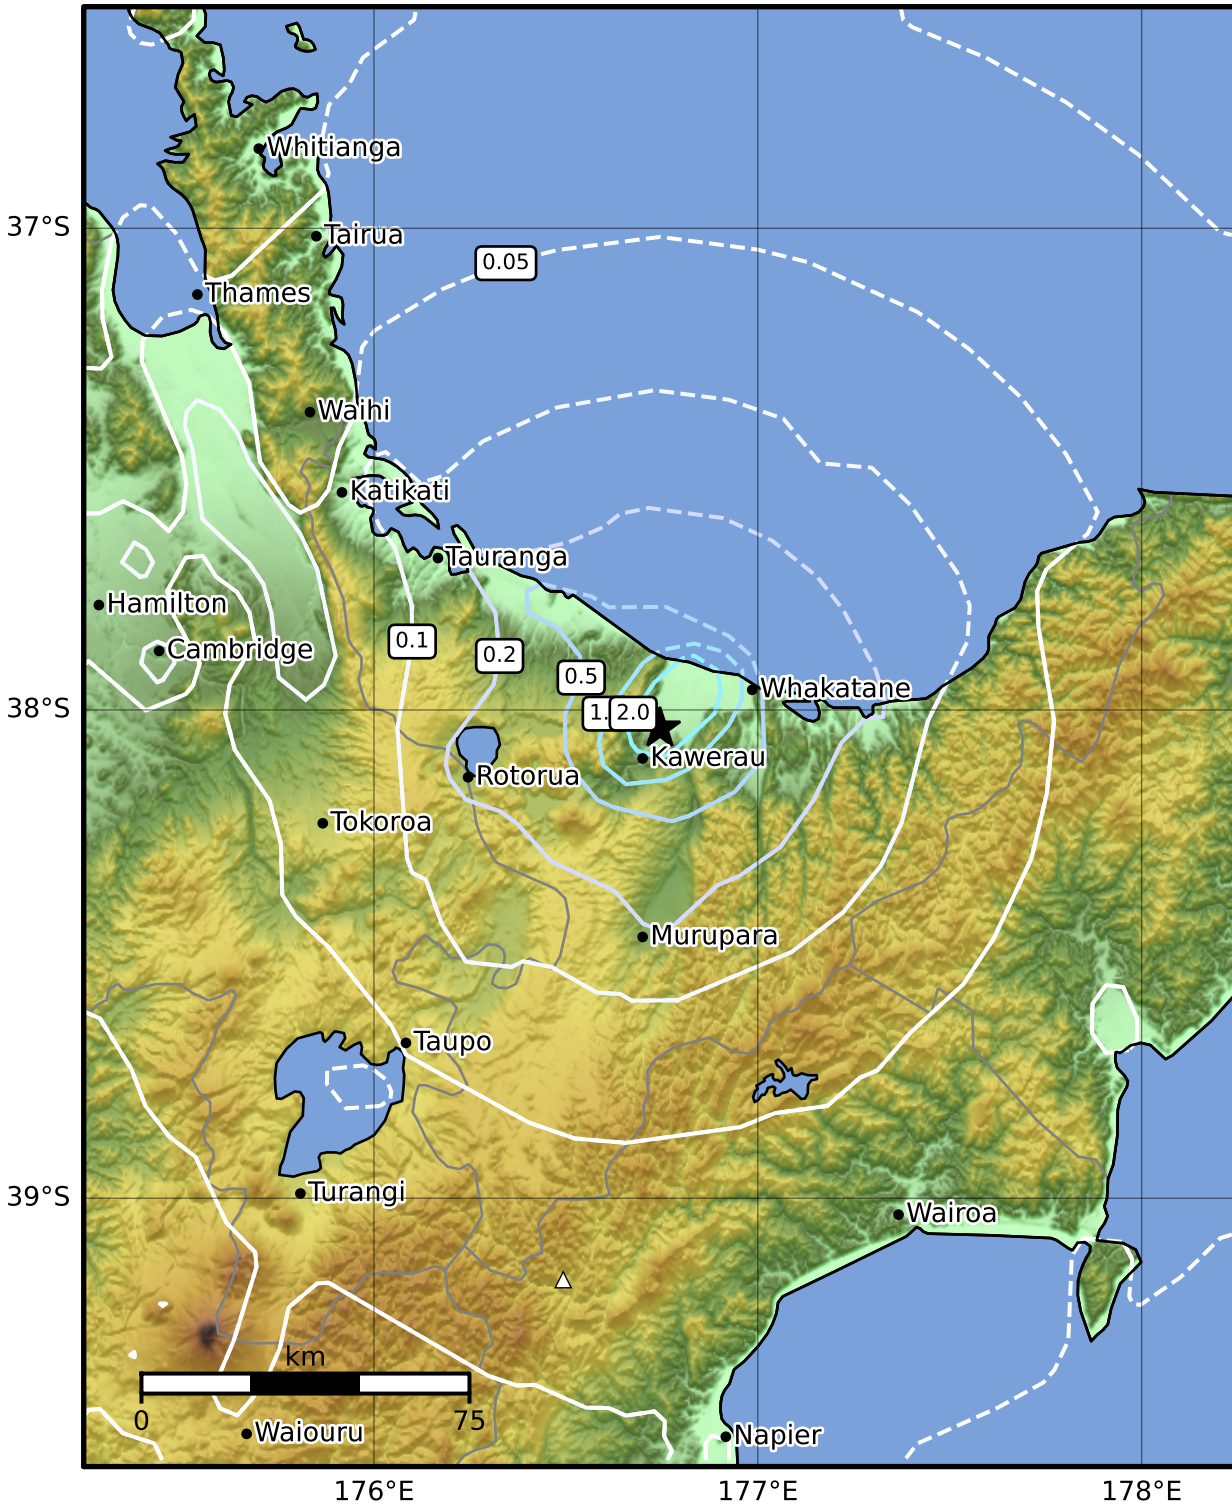 Whitianga
37°S
Tairua
0.05
Thames
Waihi
Katikati
Tauranga
Hamilton
0.1
Cambridge
0.2
0.5
Whakatane
38°S
1.
2.0
Kawerau
Rotorua
Tokoroa
Murupara
Taupo
39°S
Turangi
Wairoa
km
0
75
Waiouru
Napier
176°E
177°E
178°E